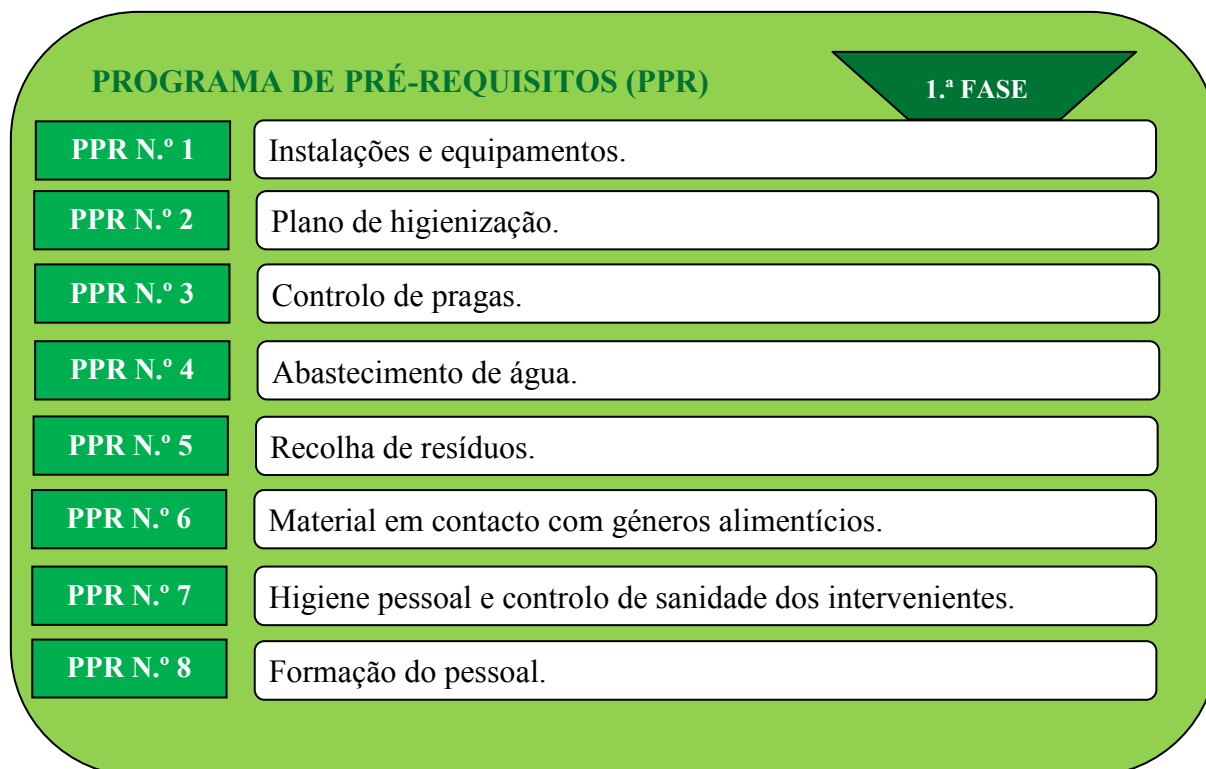 PROGRAMA DE PRÉ-REQUISITOS (PPR)
1.ª FASE
PPR N.º 1 Instalações e equipamentos.
PPR N.º 2 Plano de higienização.
PPR N.º 3 Controlo de pragas.
PPR N.º 4 Abastecimento de água.
PPR N.º 5 Recolha de resíduos.
PPR N.º 6 Material em contacto com géneros alimentícios.
PPR N.º 7 Higiene pessoal e controlo de sanidade dos intervenientes.
PPR N.º 8 Formação do pessoal.